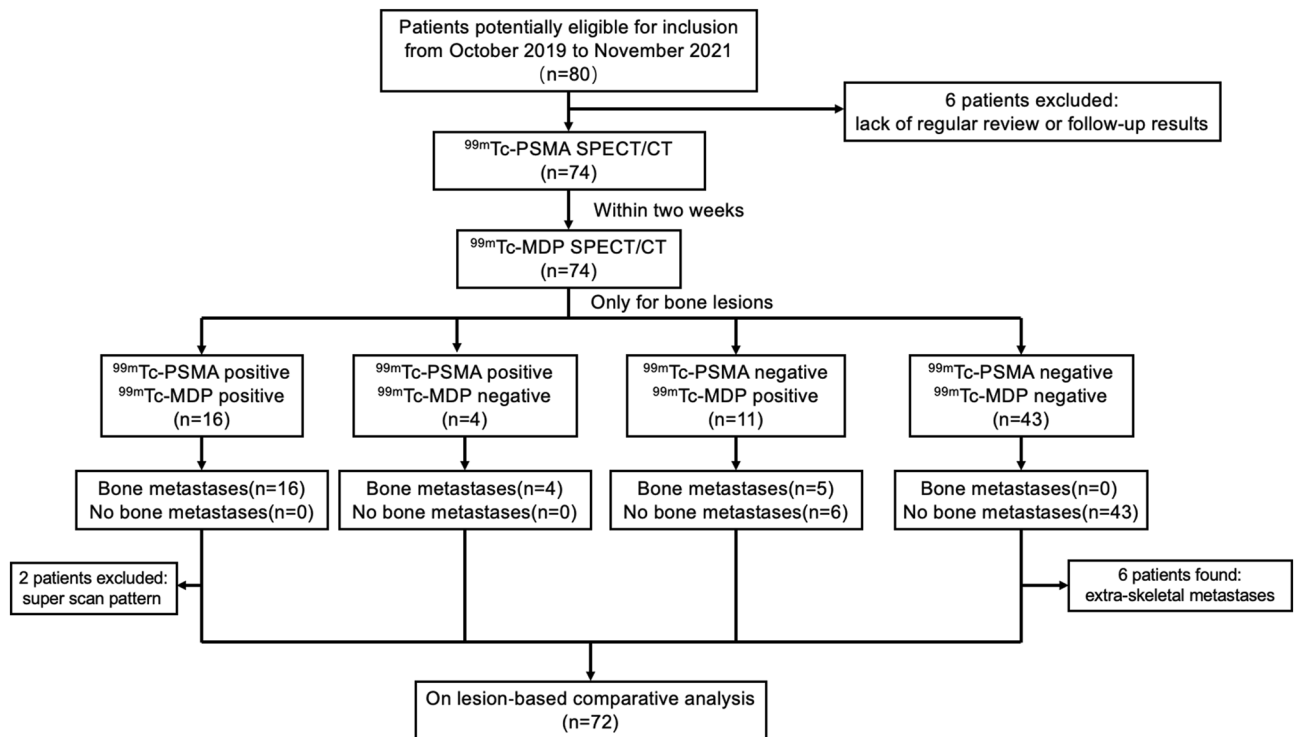 Patients potentially eligible for inclusion
from October 2019 to November 2021
(n=80)
6 patients excluded:
lack of regular review or follow-up results
99mTc-PSMA SPECT/CT
(n=74)
Within two weeks
99mTc-MDP SPECT/CT
(n=74)
Only for bone lesions
99mTc-PSMA positive
99mTc-MDP positive
(n=16)
99mTc-PSMA positive
99mTc-MDP negative
(n=4)
99mTc-PSMA negative
99mTc-MDP positive
(n=11)
99mTc-PSMA negative
99mTc-MDP negative
(n=43)
Bone metastases(n=16)
No bone metastases(n=0)
Bone metastases(n=4)
No bone metastases(n=0)
Bone metastases(n=5)
No bone metastases(n=6)
Bone metastases(n=0)
No bone metastases(n=43)
2 patients excluded:
super scan pattern
6 patients found:
extra-skeletal metastases
On lesion-based comparative analysis
(n=72)